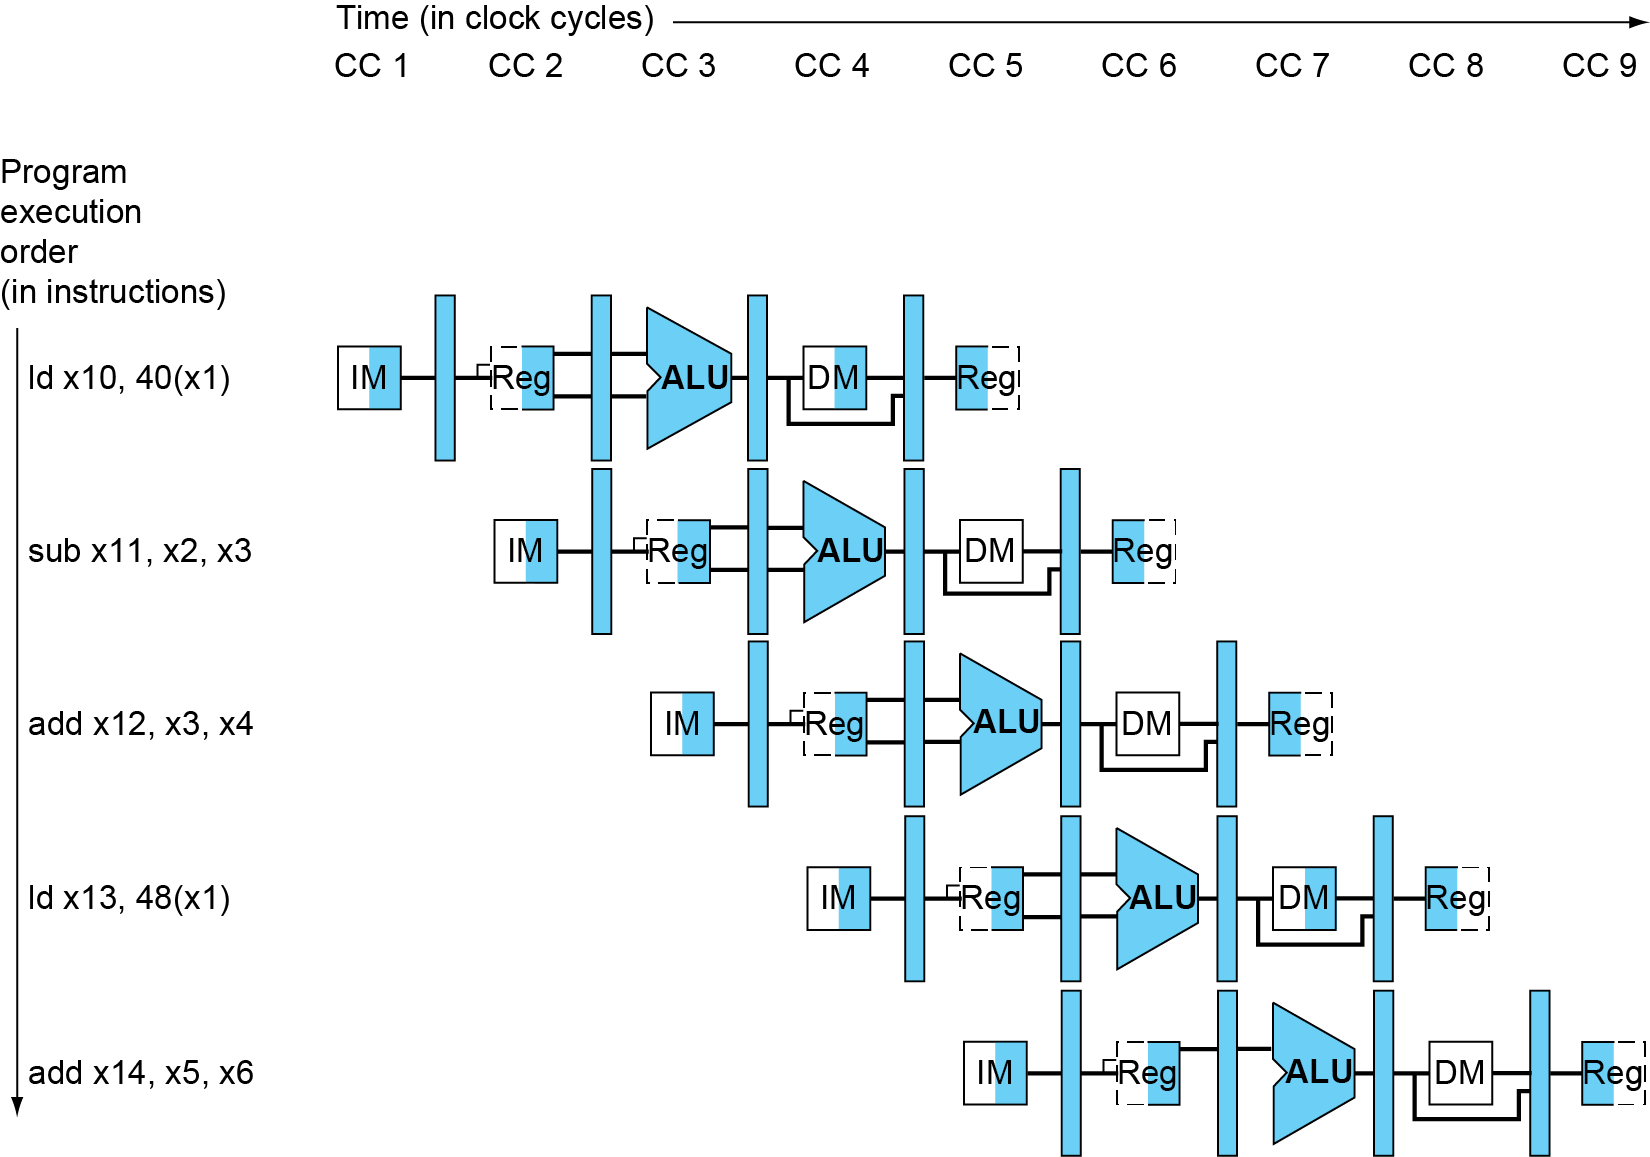 Time (in clock cycles)
CC 1 CC 2 CC 3 CC 4 CC 5 CC 6 CC 7 CC 8 CC 9
Program
execution
order
(in instructions)
ld x10, 40(x1) IM Reg ALU DM Reg
sub x11, x2, x3 IM Reg ALU DM Reg
add x12, x3, x4 IM Reg ALU DM Reg
ld x13, 48(x1) IM Reg ALU DM Reg
add x14, x5, x6 IM Reg ALU DM Reg